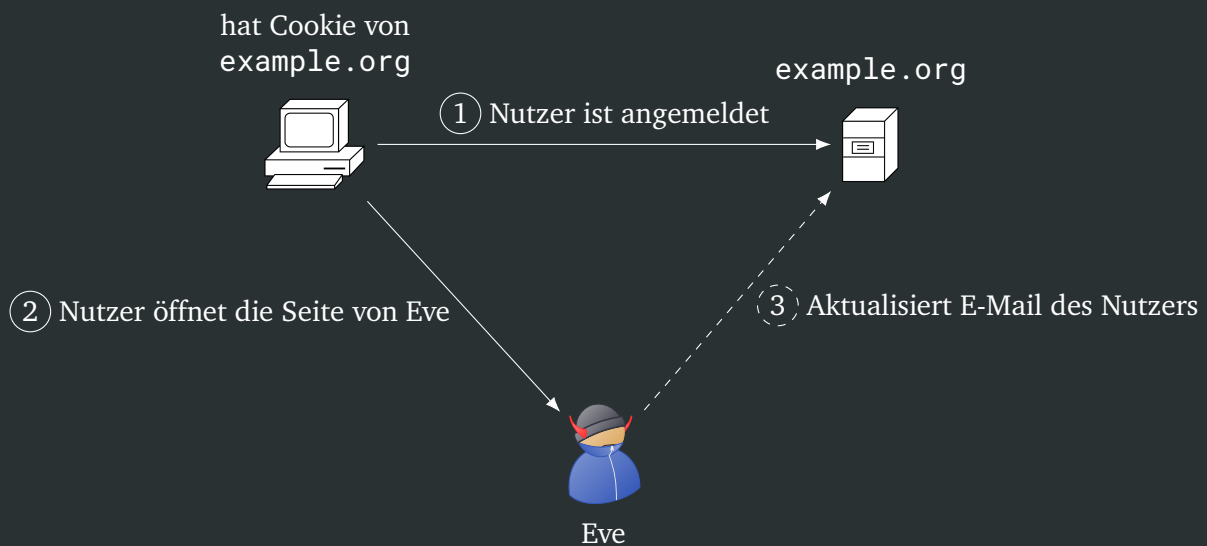 hat Cookie von
example.org
example.org
1 Nutzer ist angemeldet
2 Nutzer öffnet die Seite von Eve
3 Aktualisiert E-Mail des Nutzers
Eve